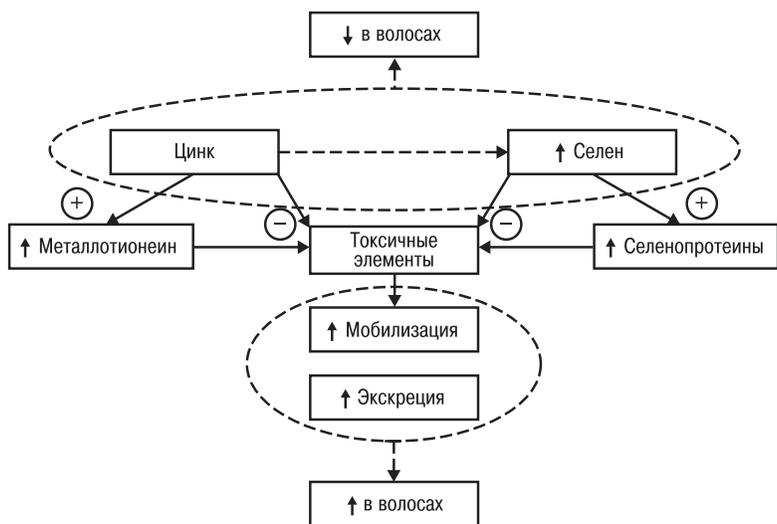 ↓ в волосах
Цинк
↑ Селен
+
+
−
−
↑ Металлотионеин
Токсичные
элементы
↑ Селенопротеины
↑ Мобилизация
↑ Экскреция
↑ в волосах